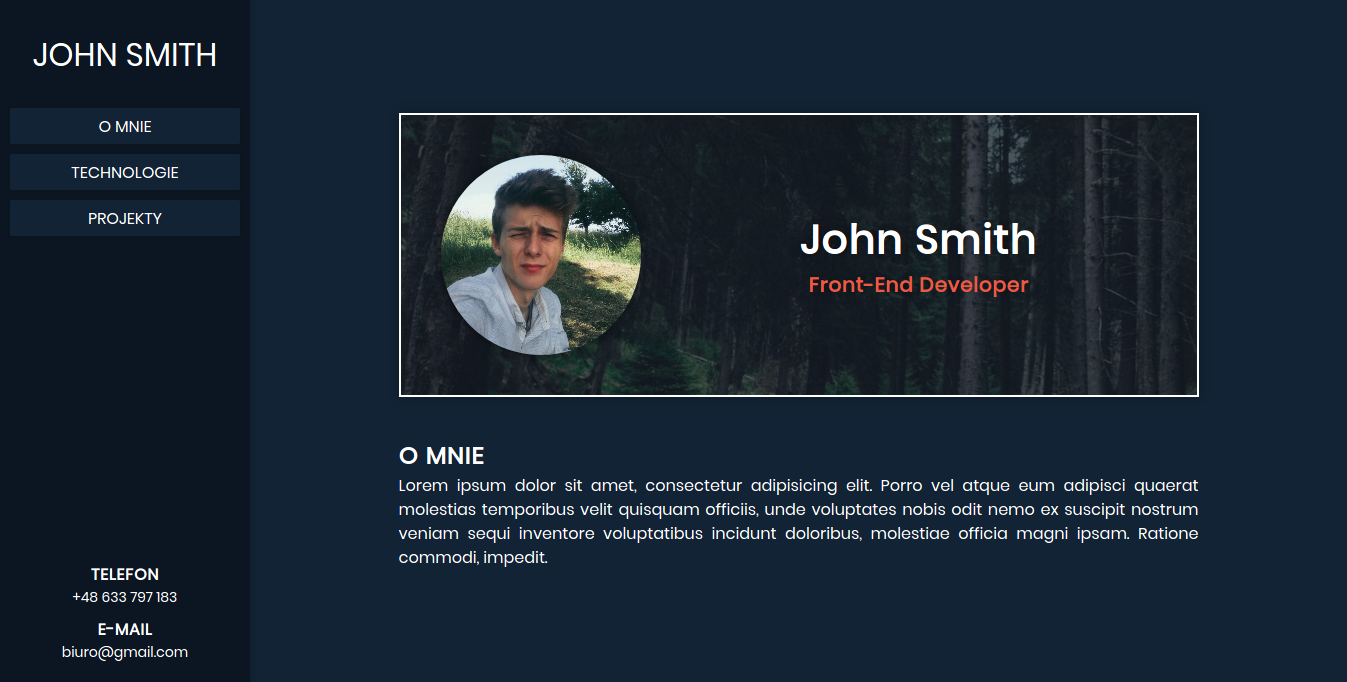 JOHN SMITH
O MNIE
TECHNOLOGIE
PROJEKTY
TELEFON
+48 633 797 183
E-MAIL
biuro@gmail.com
John Smith
Front-End Developer
O MNIE
Lorem ipsum dolor sit amet, consectetur adipisicing elit. Porro vel atque eum adipisci quaerat
molestias temporibus velit quisquam officiis, unde voluptates nobis odit nemo ex suscipit nostrum
veniam sequi inventore voluptatibus incidunt doloribus, molestiae officia magni ipsam. Ratione
commodi, impedit.